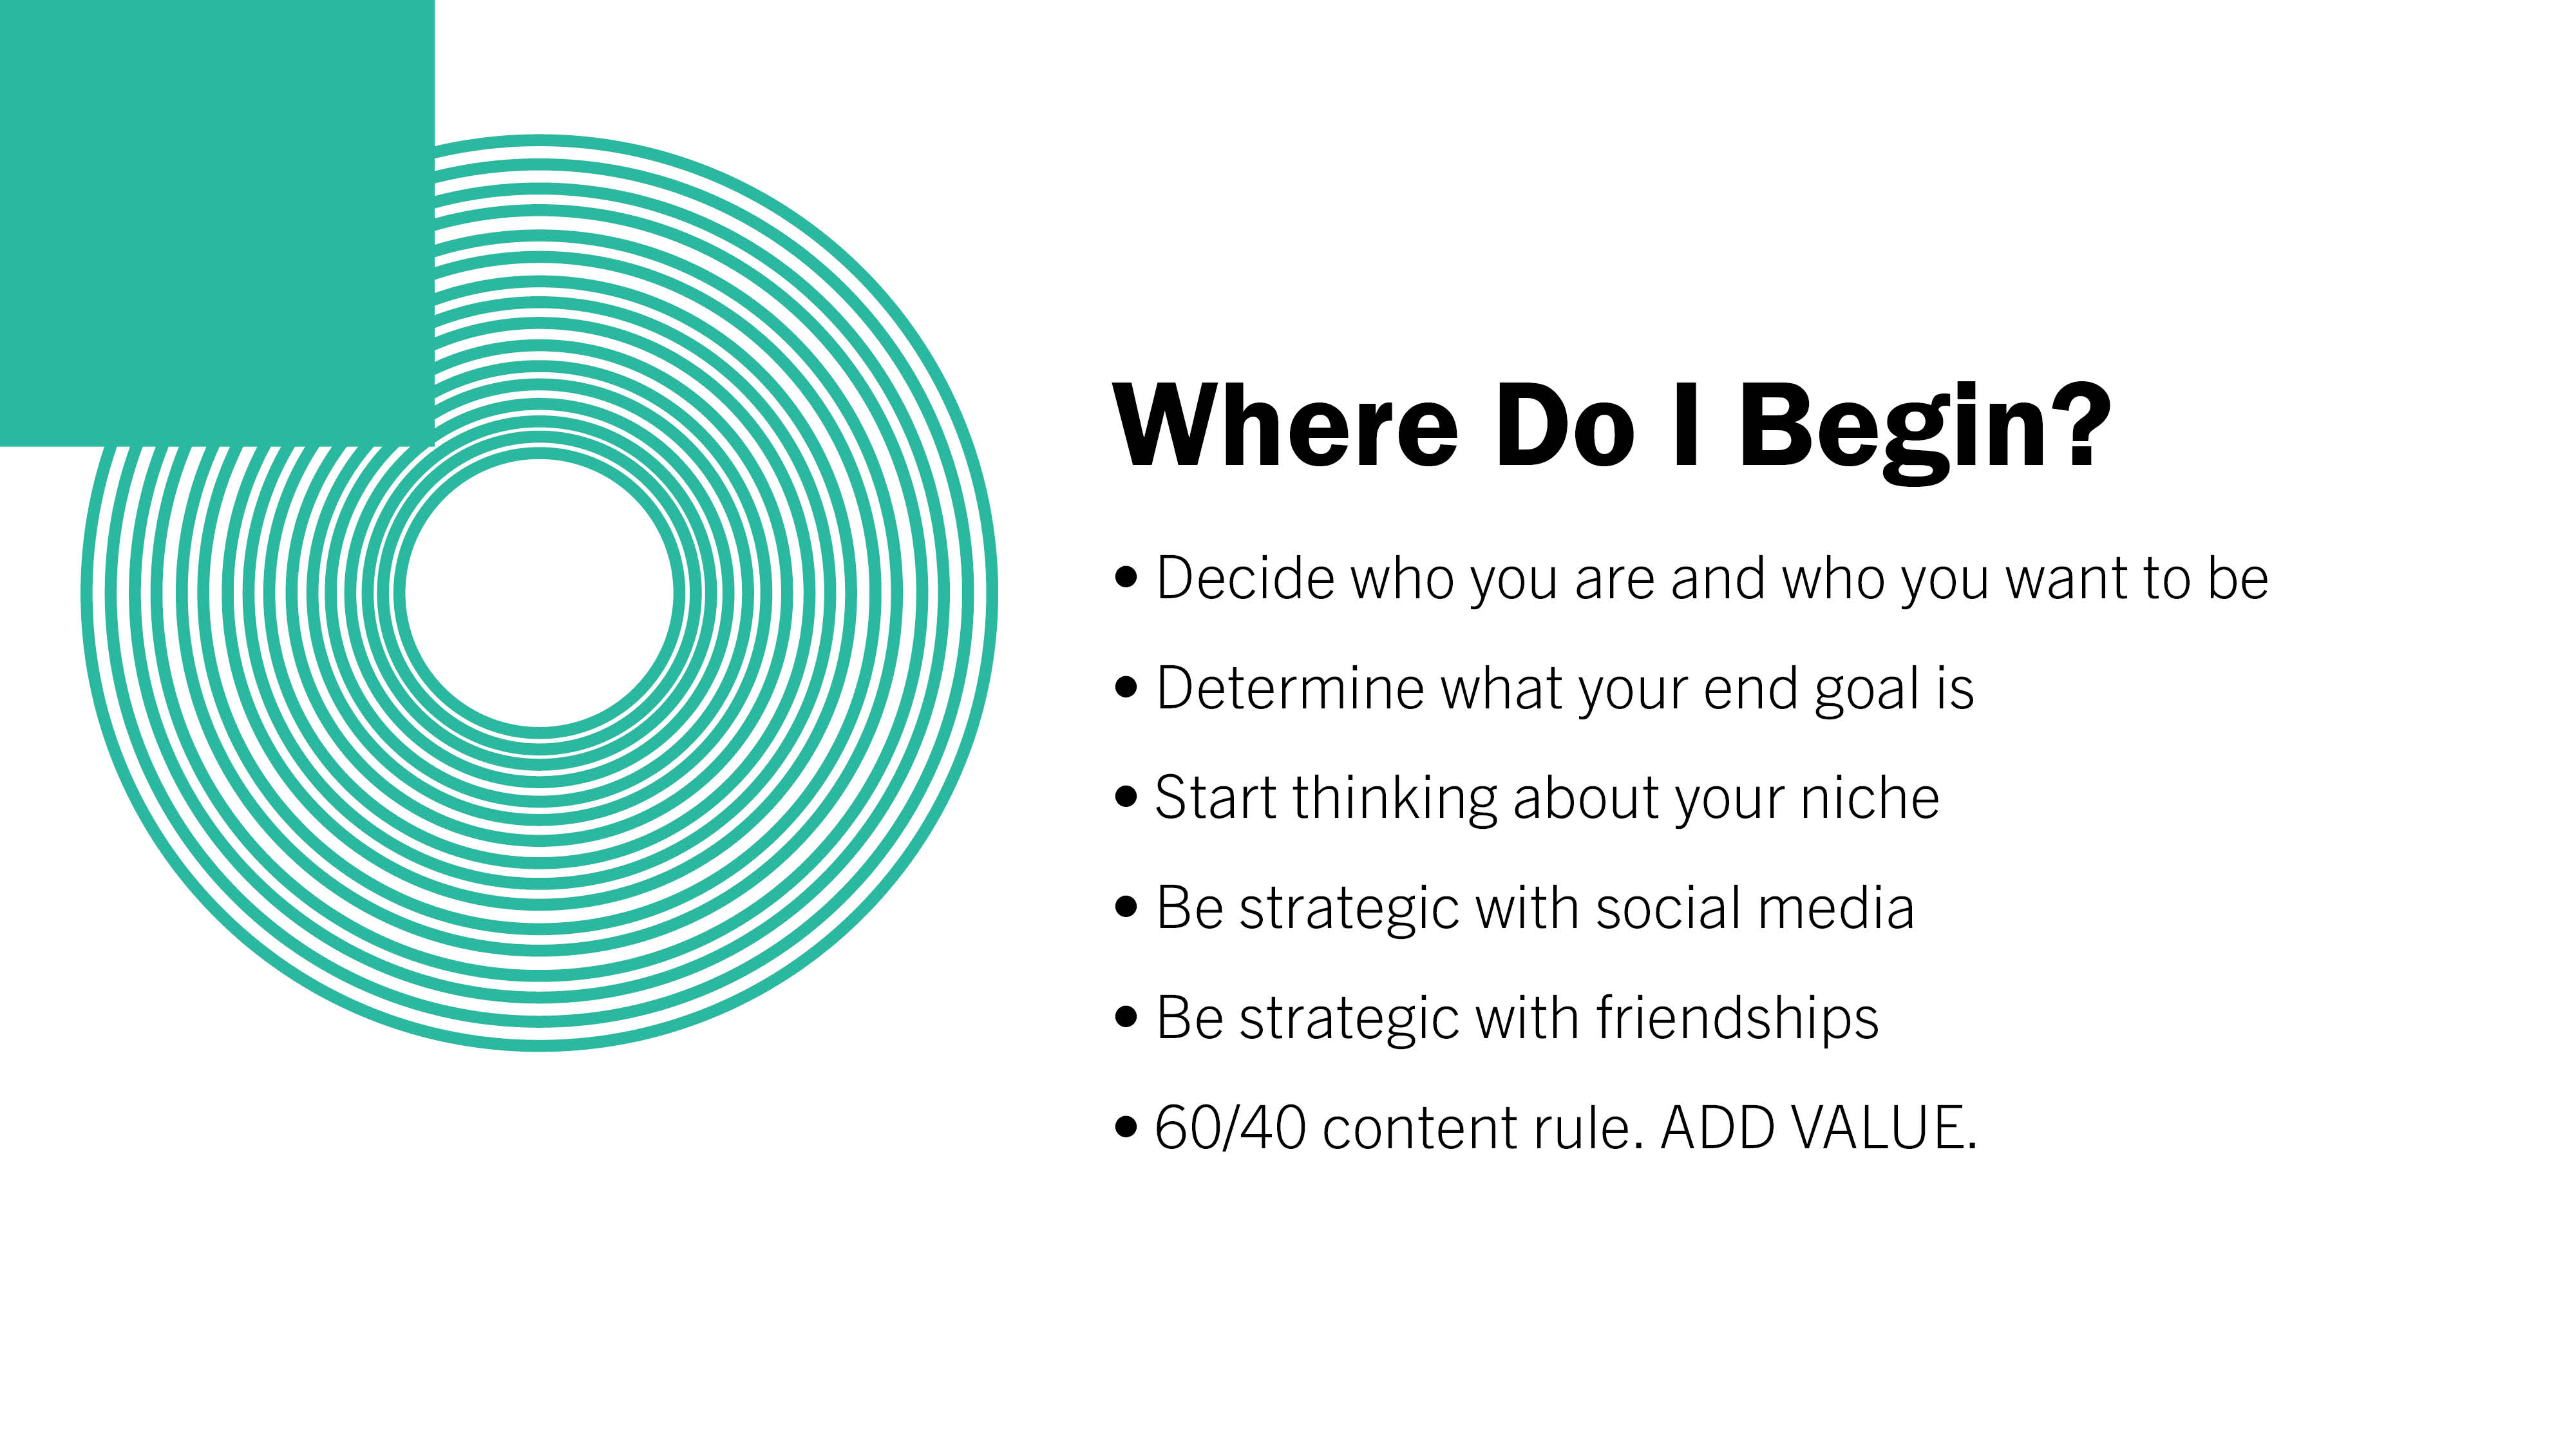 Where Do I Begin?
• Decide who you are and who you want to be
• Determine what your end goal is
• Start thinking about your niche
• Be strategic with social media
• Be strategic with friendships
• 60/40 content rule. ADD VALUE.